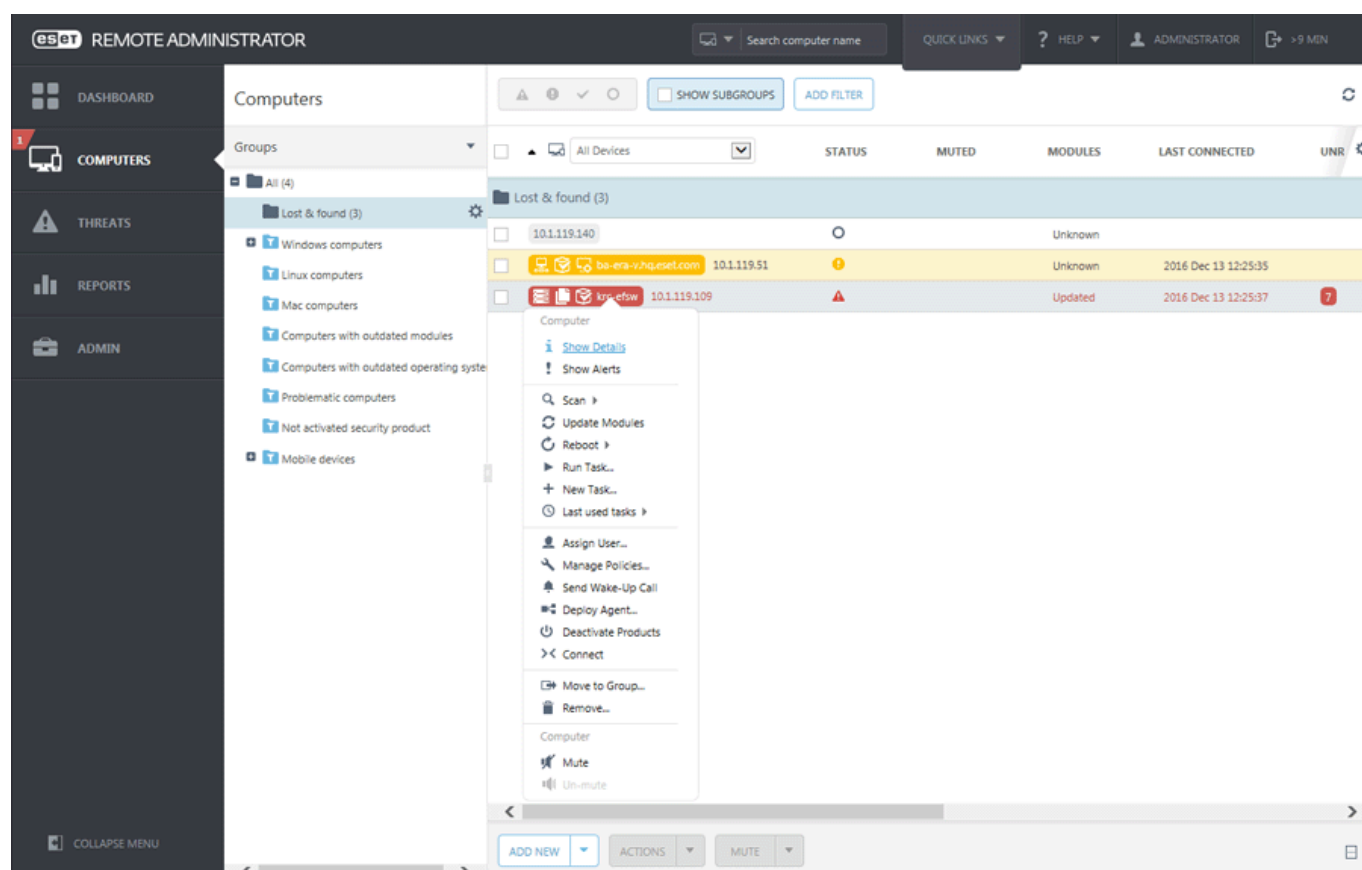 eset REMOTE ADMINISTRATOR
Search computer name
QUICK LINKS
? HELP
ADMINISTRATOR
>9 MIN
DASHBOARD
1
COMPUTERS
THREATS
REPORTS
ADMIN
COLLAPSE MENU
Computers
Groups
All (4)
Lost & found (3)
Windows computers
Linux computers
Mac computers
Computers with outdated modules
Computers with outdated operating syste
Problematic computers
Not activated security product
Mobile devices
SHOW SUBGROUPS
ADD FILTER
All Devices STATUS MUTED MODULES LAST CONNECTED UNR
Lost & found (3)
10.1.119.140 Unknown
ba-era-v.hq.eset.com 10.1.119.51 Unknown 2016 Dec 13 12:25:35
krc-efsw 10.1.119.109 Updated 2016 Dec 13 12:25:37 7
Computer
Show Details
Show Alerts
Scan
Update Modules
Reboot
Run Task...
New Task...
Last used tasks
Assign User...
Manage Policies...
Send Wake-Up Call
Deploy Agent...
Deactivate Products
Connect
Move to Group...
Remove...
Computer
Mute
Un-mute
ADD NEW
ACTIONS
MUTE